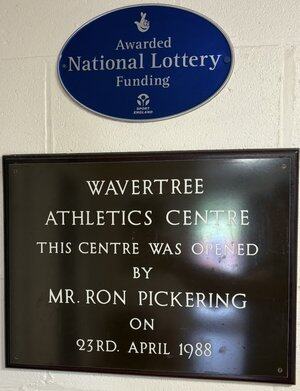 Awarded
National Lottery
Funding
SPORT
ENGLAND
WAVERTREE
ATHLETICS CENTRE
THIS CENTRE WAS OPENED
BY
MR. RON PICKERING
ON
23RD. APRIL 1988